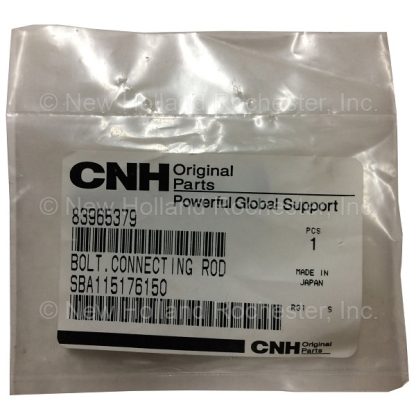 © New Holland Rochester, Inc.
CNH Original Parts
Powerful Global Support
83965379
PCS
1
© New Holland Rochester, Inc.
BOLT.CONNECTING ROD
SBA115176150
MADE IN
JAPAN
© New Holland Rochester, Inc.
CNH Original Parts